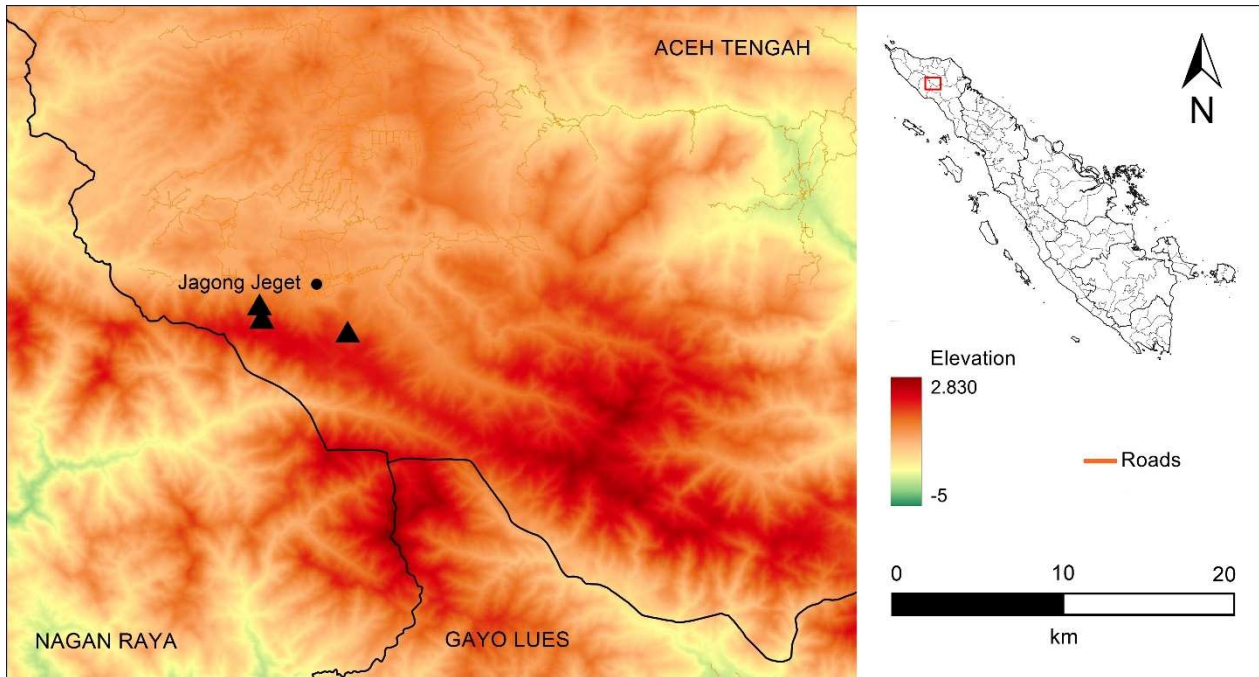 ACEH TENGAH
Jagong Jeget
NAGAN RAYA
GAYO LUES
N
Elevation
2.830
-5
Roads
0 10 20
km